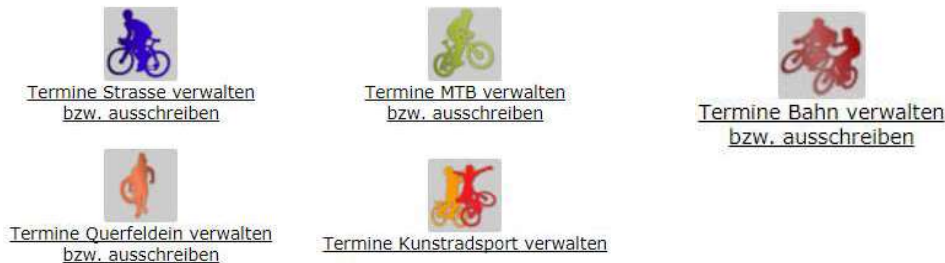 Termine Strasse verwalten
bzw. ausschreiben
Termine MTB verwalten
bzw. ausschreiben
Termine Bahn verwalten
bzw. ausschreiben
Termine Querfeldein verwalten
bzw. ausschreiben
Termine Kunstradsport verwalten